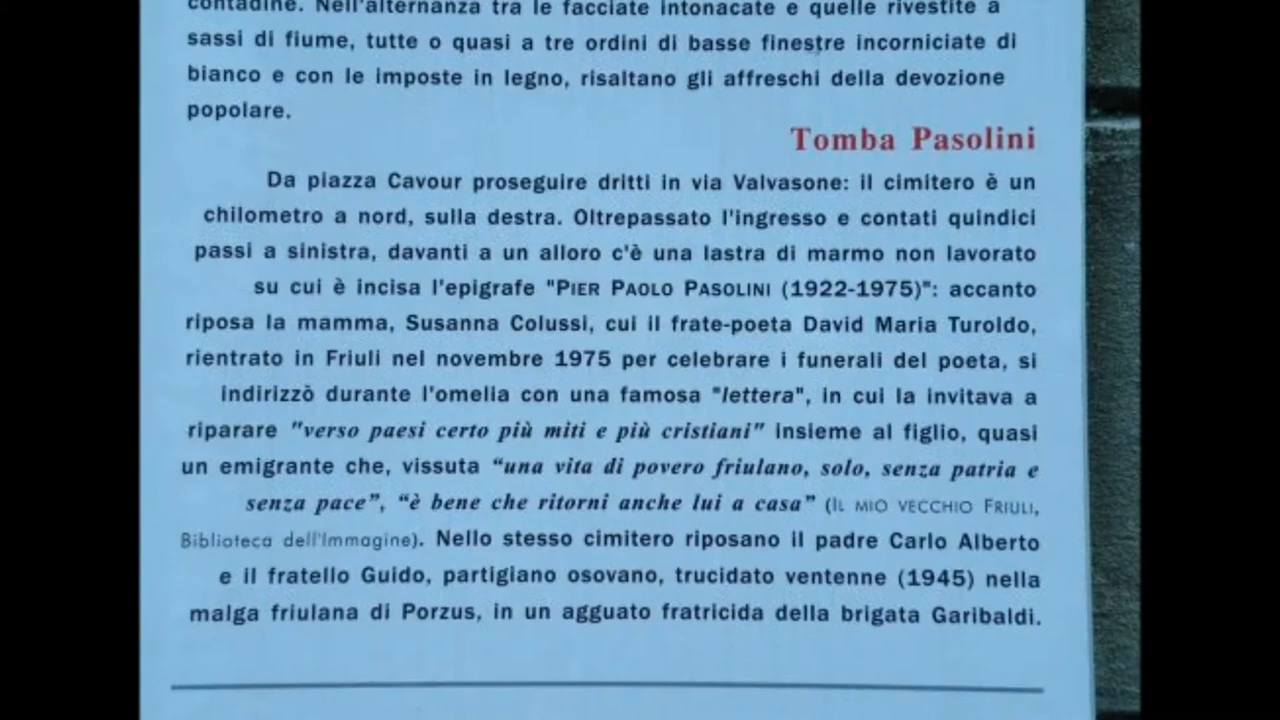 contadine. Nell'alternanza tra le facciate intonacate e quelle rivestite a
sassi di fiume, tutte o quasi a tre ordini di basse finestre incorniciate di
bianco e con le imposte in legno, risaltano gli affreschi della devozione
popolare.
Tomba Pasolini
Da piazza Cavour proseguire dritti in via Valvasone: il cimitero è un
chilometro a nord, sulla destra. Oltrepassato l'ingresso e contati quindici
passi a sinistra, davanti a un alloro c'è una lastra di marmo non lavorato
su cui è incisa l'epigrafe "PIER PAOLO PASOLINI (1922-1975)": accanto
riposa la mamma, Susanna Colussi, cui il frate-poeta David Maria Turoldo,
rientrato in Friuli nel novembre 1975 per celebrare i funerali del poeta, si
indirizzò durante l'omelia con una famosa "lettera", in cui la invitava a
riparare "verso paesi certo più miti e più cristiani" insieme al figlio, quasi
un emigrante che, vissuta “una vita di povero friulano, solo, senza patria e
senza pace”, “è bene che ritorni anche lui a casa” (IL MIO VECCHIO FRIULI,
Biblioteca dell'Immagine). Nello stesso cimitero riposano il padre Carlo Alberto
e il fratello Guido, partigiano osovano, trucidato ventenne (1945) nella
malga friulana di Porzus, in un agguato fratricida della brigata Garibaldi.